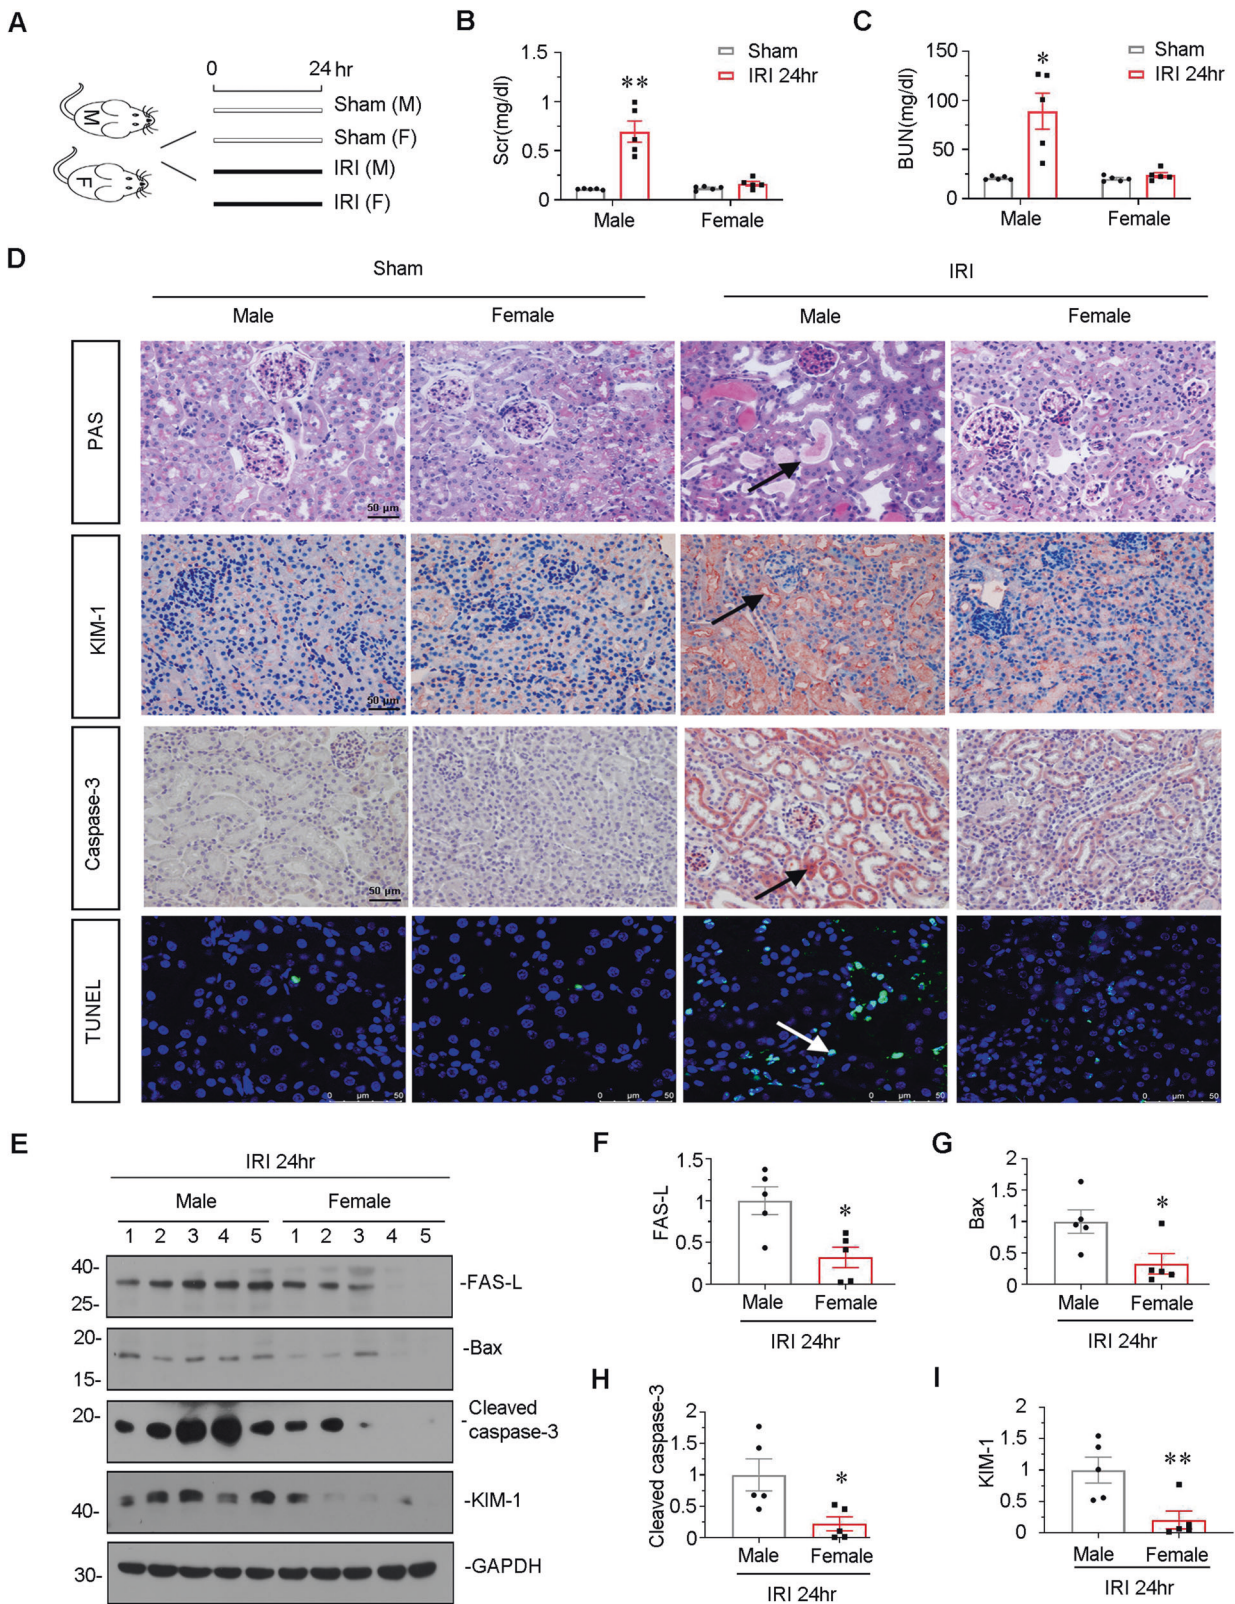 A
0
24 hr
M
F
Sham (M)
Sham (F)
IRI (M)
IRI (F)
B
Scr(mg/dl)
1.5
1
0.5
0
Sham
IRI 24hr
**
Male
Female
C
BUN(mg/dl)
150
100
50
0
Sham
IRI 24hr
*
Male
Female
D
Sham
IRI
Male
Female
Male
Female
PAS
50 µm
KIM-1
50 µm
Caspase-3
50 µm
TUNEL
0 µm 50
0 µm 50
0 µm 50
0 µm 50
E
IRI 24hr
Male
Female
1 2 3 4 5 1 2 3 4 5
40-
25-
-FAS-L
20-
15-
-Bax
20-
-Cleaved
caspase-3
40-
-KIM-1
30-
-GAPDH
F
FAS-L
1.5
1
0.5
0
*
Male
Female
IRI 24hr
G
Bax
2
1.5
1
0.5
0
*
Male
Female
IRI 24hr
H
Cleaved caspase-3
2
1.5
1
0.5
0
*
Male
Female
IRI 24hr
I
KIM-1
2
1.5
1
0.5
0
**
Male
Female
IRI 24hr